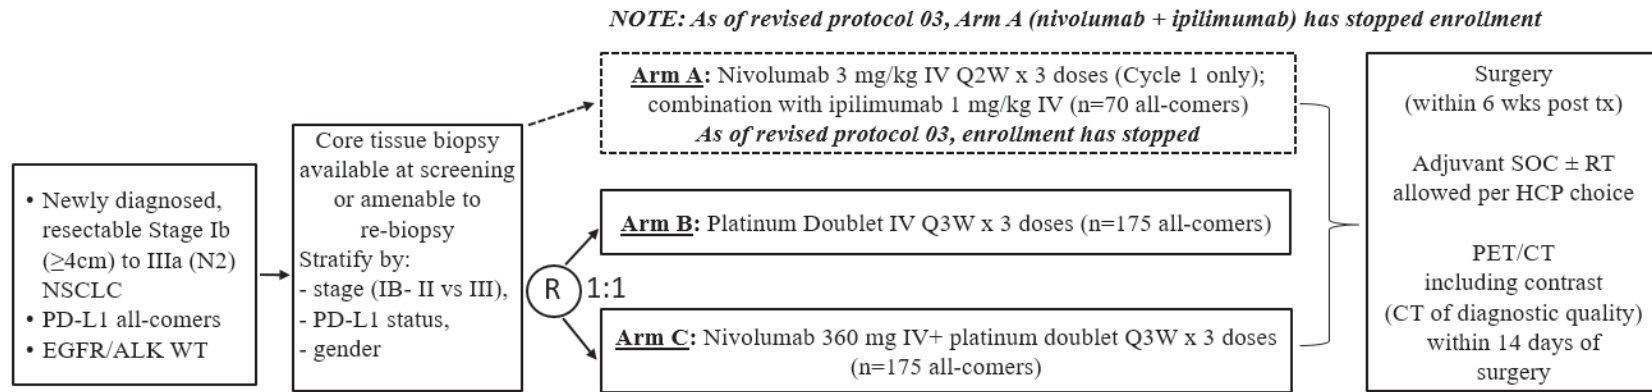 NOTE: As of revised protocol 03, Arm A (nivolumab + ipilimumab) has stopped enrollment
• Newly diagnosed,
resectable Stage Ib
(≥4cm) to IIIa (N2)
NSCLC
• PD-L1 all-comers
• EGFR/ALK WT
Core tissue biopsy
available at screening
or amenable to
re-biopsy
Stratify by:
- stage (IB- II vs III),
- PD-L1 status,
- gender
R 1:1
Arm A: Nivolumab 3 mg/kg IV Q2W x 3 doses (Cycle 1 only);
combination with ipilimumab 1 mg/kg IV (n=70 all-comers)
As of revised protocol 03, enrollment has stopped
Arm B: Platinum Doublet IV Q3W x 3 doses (n=175 all-comers)
Arm C: Nivolumab 360 mg IV+ platinum doublet Q3W x 3 doses
(n=175 all-comers)
Surgery
(within 6 wks post tx)
Adjuvant SOC ± RT
allowed per HCP choice
PET/CT
including contrast
(CT of diagnostic quality)
within 14 days of
surgery